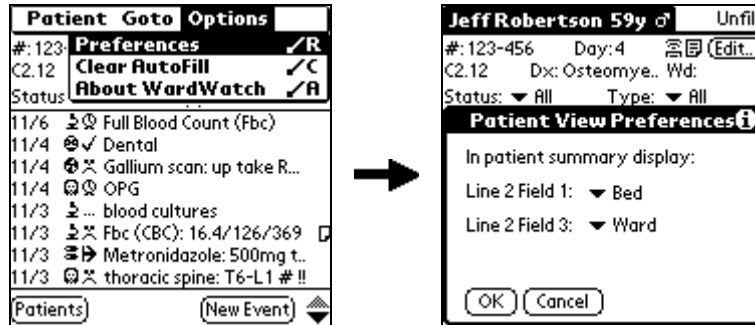 Patient Goto Options
Preferences /R
Clear AutoFill /C
About WardWatch /A
#: 123-
C2.12
Status
11/6 Full Blood Count (Fbc)
11/4 Dental
11/4 Gallium scan: up take R...
11/4 OPG
11/3 ... blood cultures
11/3 Fbc (CBC): 16.4/126/369
11/3 Metronidazole: 500mg t..
11/3 thoracic spine: T6-L1 # !!
Patients New Event
Jeff Robertson 59y ♂ Unfil
#: 123-456 Day: 4 Edit..
C2.12 Dx: Osteomye.. Wd:
Status: ▼ All Type: ▼ All
Patient View Preferences i
In patient summary display:
Line 2 Field 1: ▼ Bed
Line 2 Field 3: ▼ Ward
OK Cancel